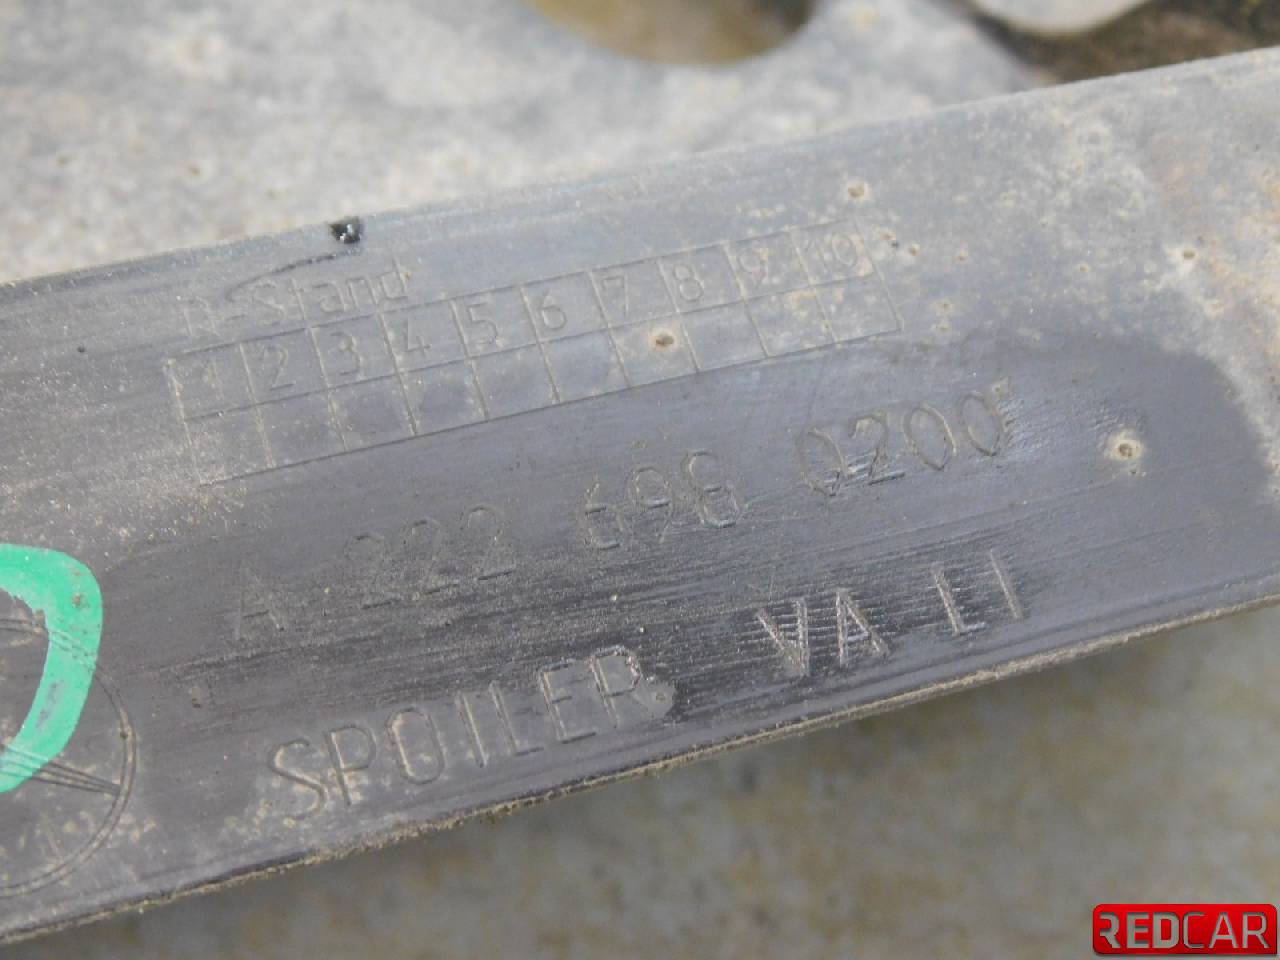 Q-Stand
1 2 3 4 5 6 7 8 9 10
A 222 698 0200
SPOILER VA LI
REDCAR